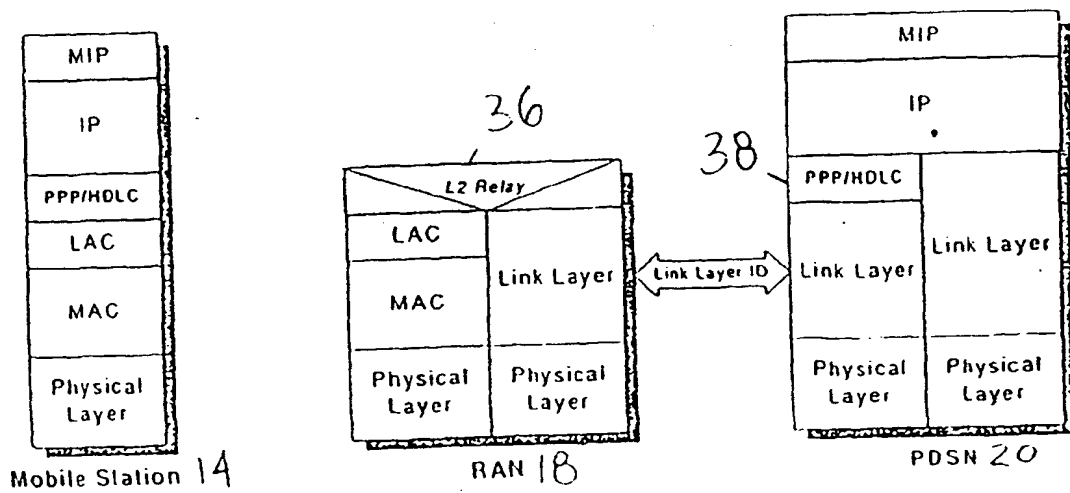 MIP
IP
PPP/HDLC
LAC
MAC
Physical
Layer
Mobile Station 14
36
L2 Relay
LAC
MAC
Link Layer
Physical
Layer
Physical
Layer
RAN 18
Link Layer ID
38
MIP
IP
PPP/HDLC
Link Layer
Link Layer
Physical
Layer
Physical
Layer
PDSN 20